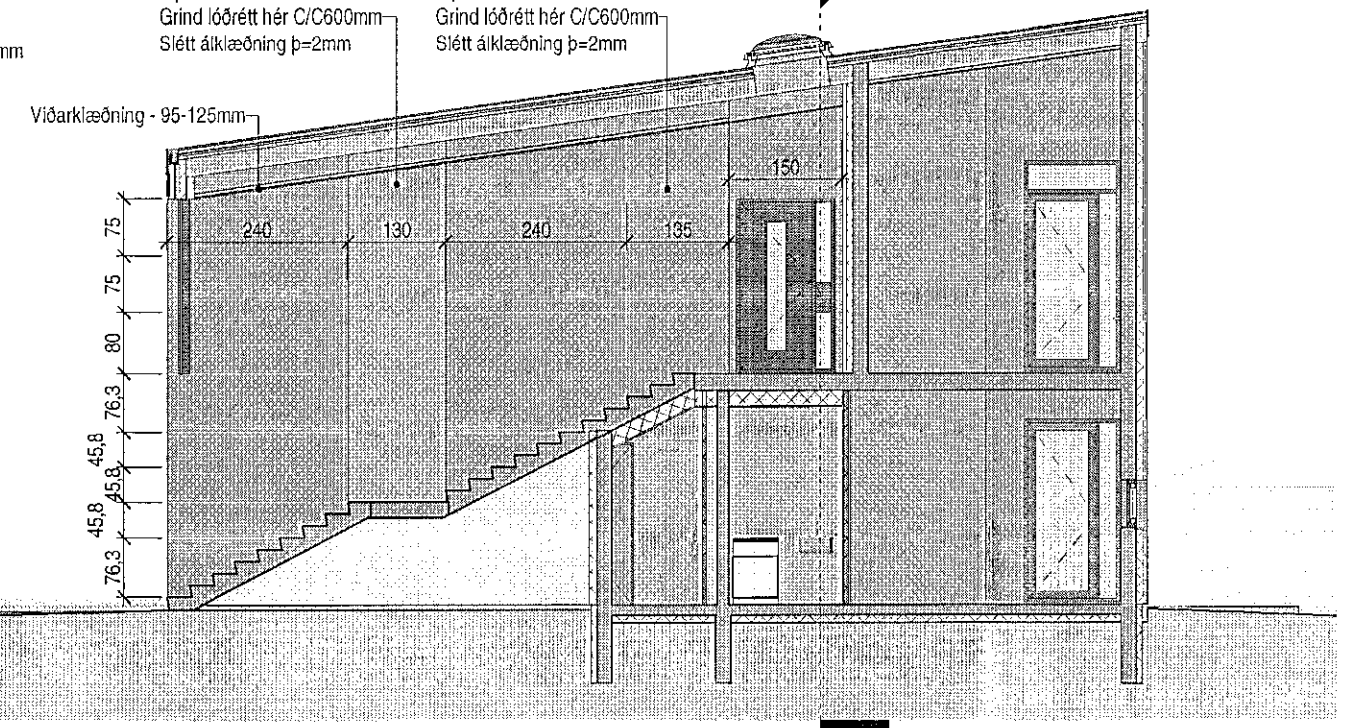 Grind lóðrétt hér C/C600mm
Slétt álklæðning þ=2mm
Grind lóðrétt hér C/C600mm
Slétt álklæðning þ=2mm
mm
Viðarklæðning - 95-125mm
150
240
130
240
135
75
75
80
76,3
45,8
45,8
45,8
76,3